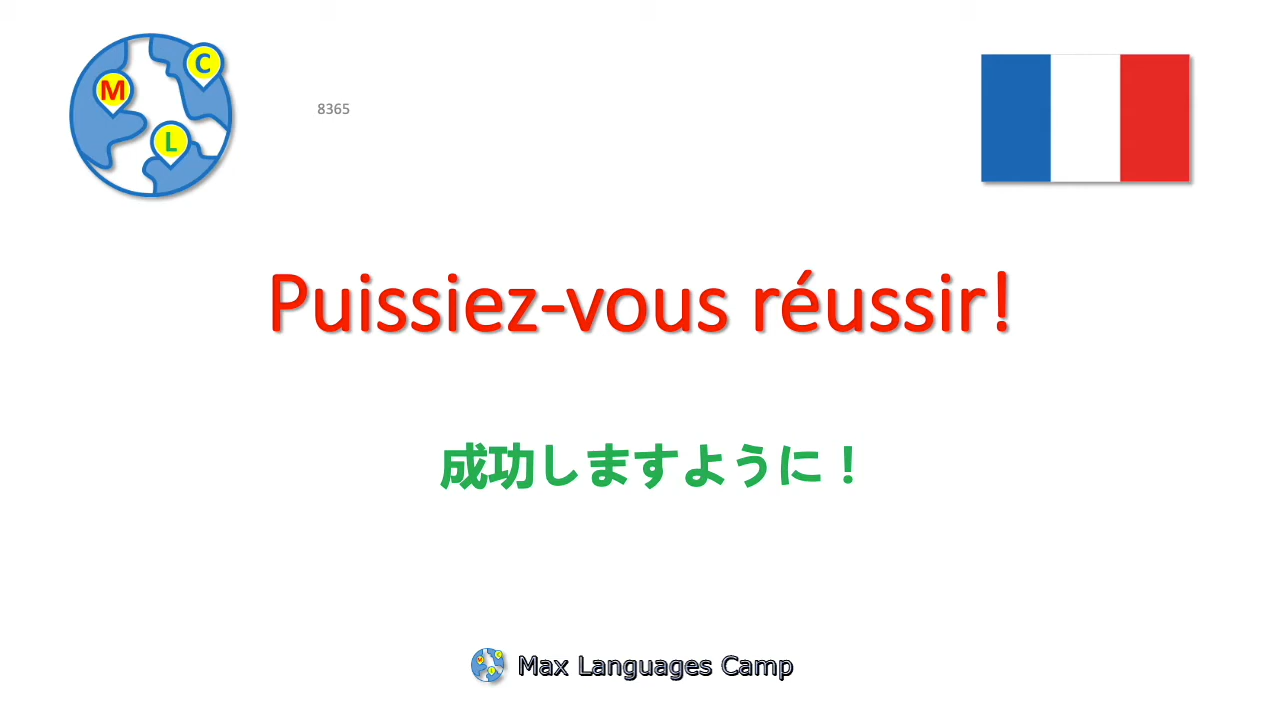 M
C
L
8365
Puissiez-vous réussir!
成功しますように！
Max Languages Camp